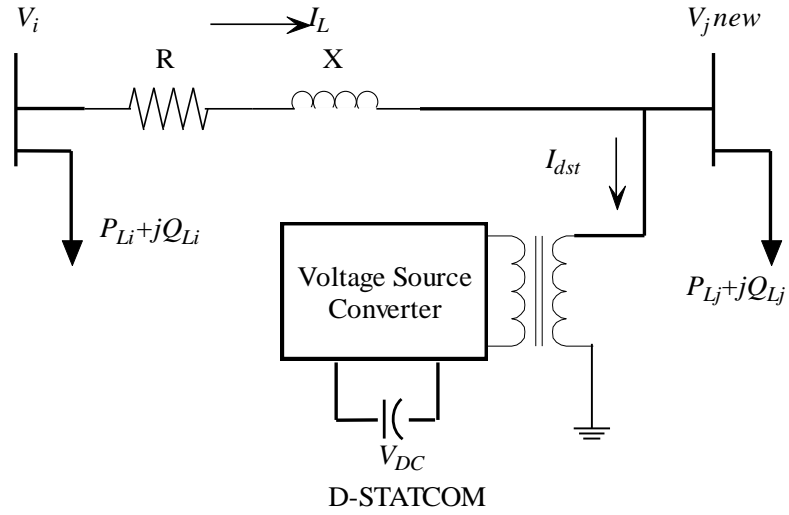 V_i
I_L
V_j new
R
X
I_dst
P_Li+jQ_Li
Voltage Source
Converter
P_Lj+jQ_Lj
V_DC
D-STATCOM